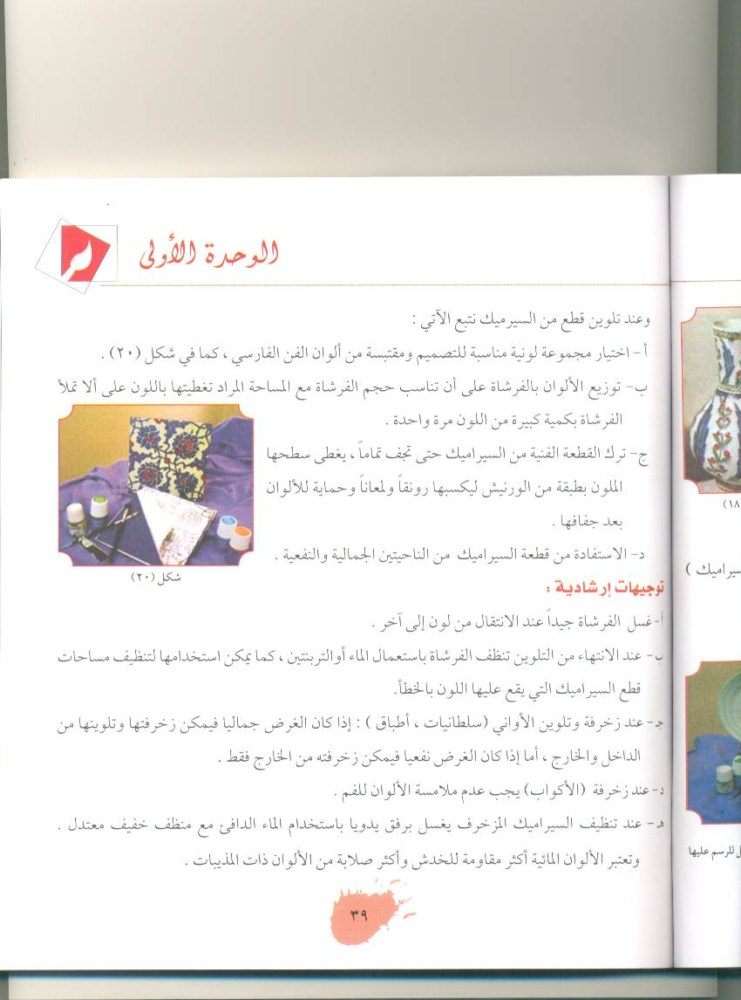 الوحدة الأولى
وعند تلوين قطع من السيرميك نتبع الآتي :
أ- اختيار مجموعة لونية مناسبة للتصميم ومقتبسة من ألوان الفن الفارسي ، كما في شكل (٢٠) .
ب- توزيع الألوان بالفرشاة على أن تناسب حجم الفرشاة مع المساحة المراد تغطيتها باللون على ألا تملأ
الفرشاة بكمية كبيرة من اللون مرة واحدة .
ج- ترك القطعة الفنية من السيراميك حتى تجف تماماً ، يغطى سطحها
الملون بطبقة من الورنيش ليكسبها رونقاً ولمعاناً وحماية للألوان
بعد جفافها .
د- الاستفادة من قطعة السيراميك من الناحيتين الجمالية والنفعية .
شكل (٢٠)
توجيهات إرشادية :
أ-غسل الفرشاة جيداً عند الانتقال من لون إلى آخر .
ب- عند الانتهاء من التلوين تنظف الفرشاة باستعمال الماء أوالتربنتين ، كما يمكن استخدامها لتنظيف مساحات
قطع السيراميك التي يقع عليها اللون بالخطأ.
جـ- عند زخرفة وتلوين الأواني (سلطانيات ، أطباق ) : إذا كان الغرض جماليا فيمكن زخرفتها وتلوينها من
الداخل والخارج ، أما إذا كان الغرض نفعيا فيمكن زخرفته من الخارج فقط .
د-عند زخرفة (الأكواب) يجب عدم ملامسة الألوان للفم .
هـ- عند تنظيف السيراميك المزخرف يغسل برفق يدويا باستخدام الماء الدافئ مع منظف خفيف معتدل .
وتعتبر الألوان المائية أكثر مقاومة للخدش وأكثر صلابة من الألوان ذات المذيبات .
٣٩
١٨)
سيراميك )
للرسم عليها